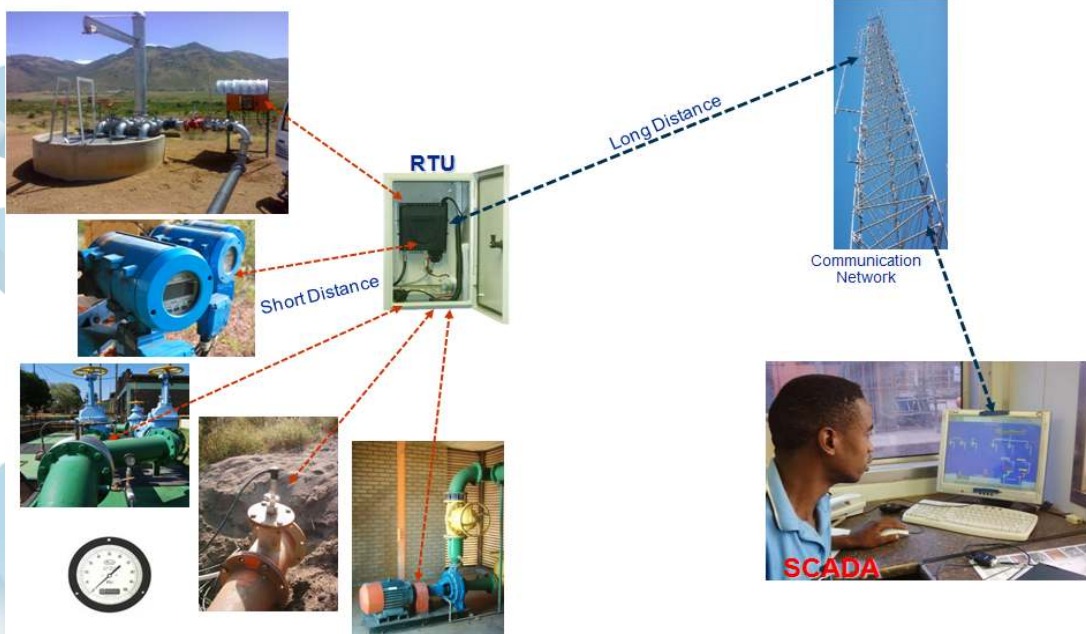 RTU
Long Distance
Short Distance
Communication
Network
SCADA